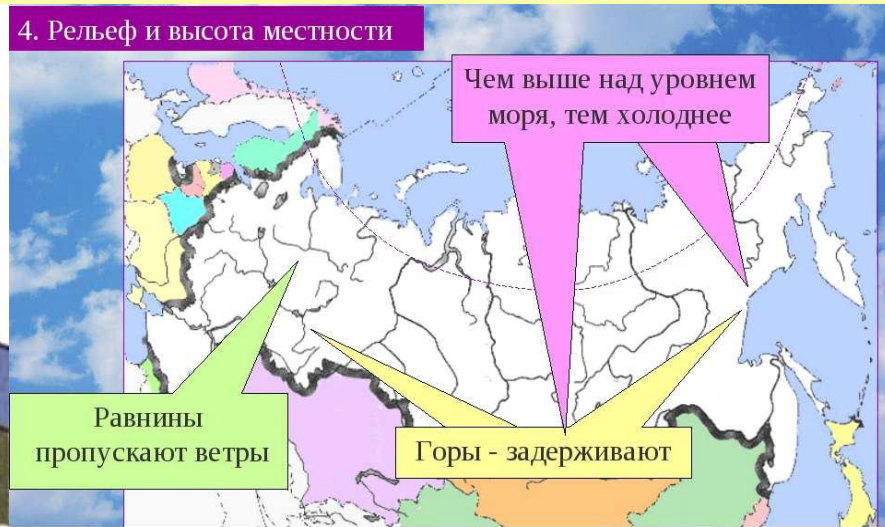 4. Рельеф и высота местности
Чем выше над уровнем
моря, тем холоднее
Равнины
пропускают ветры
Горы - задерживают